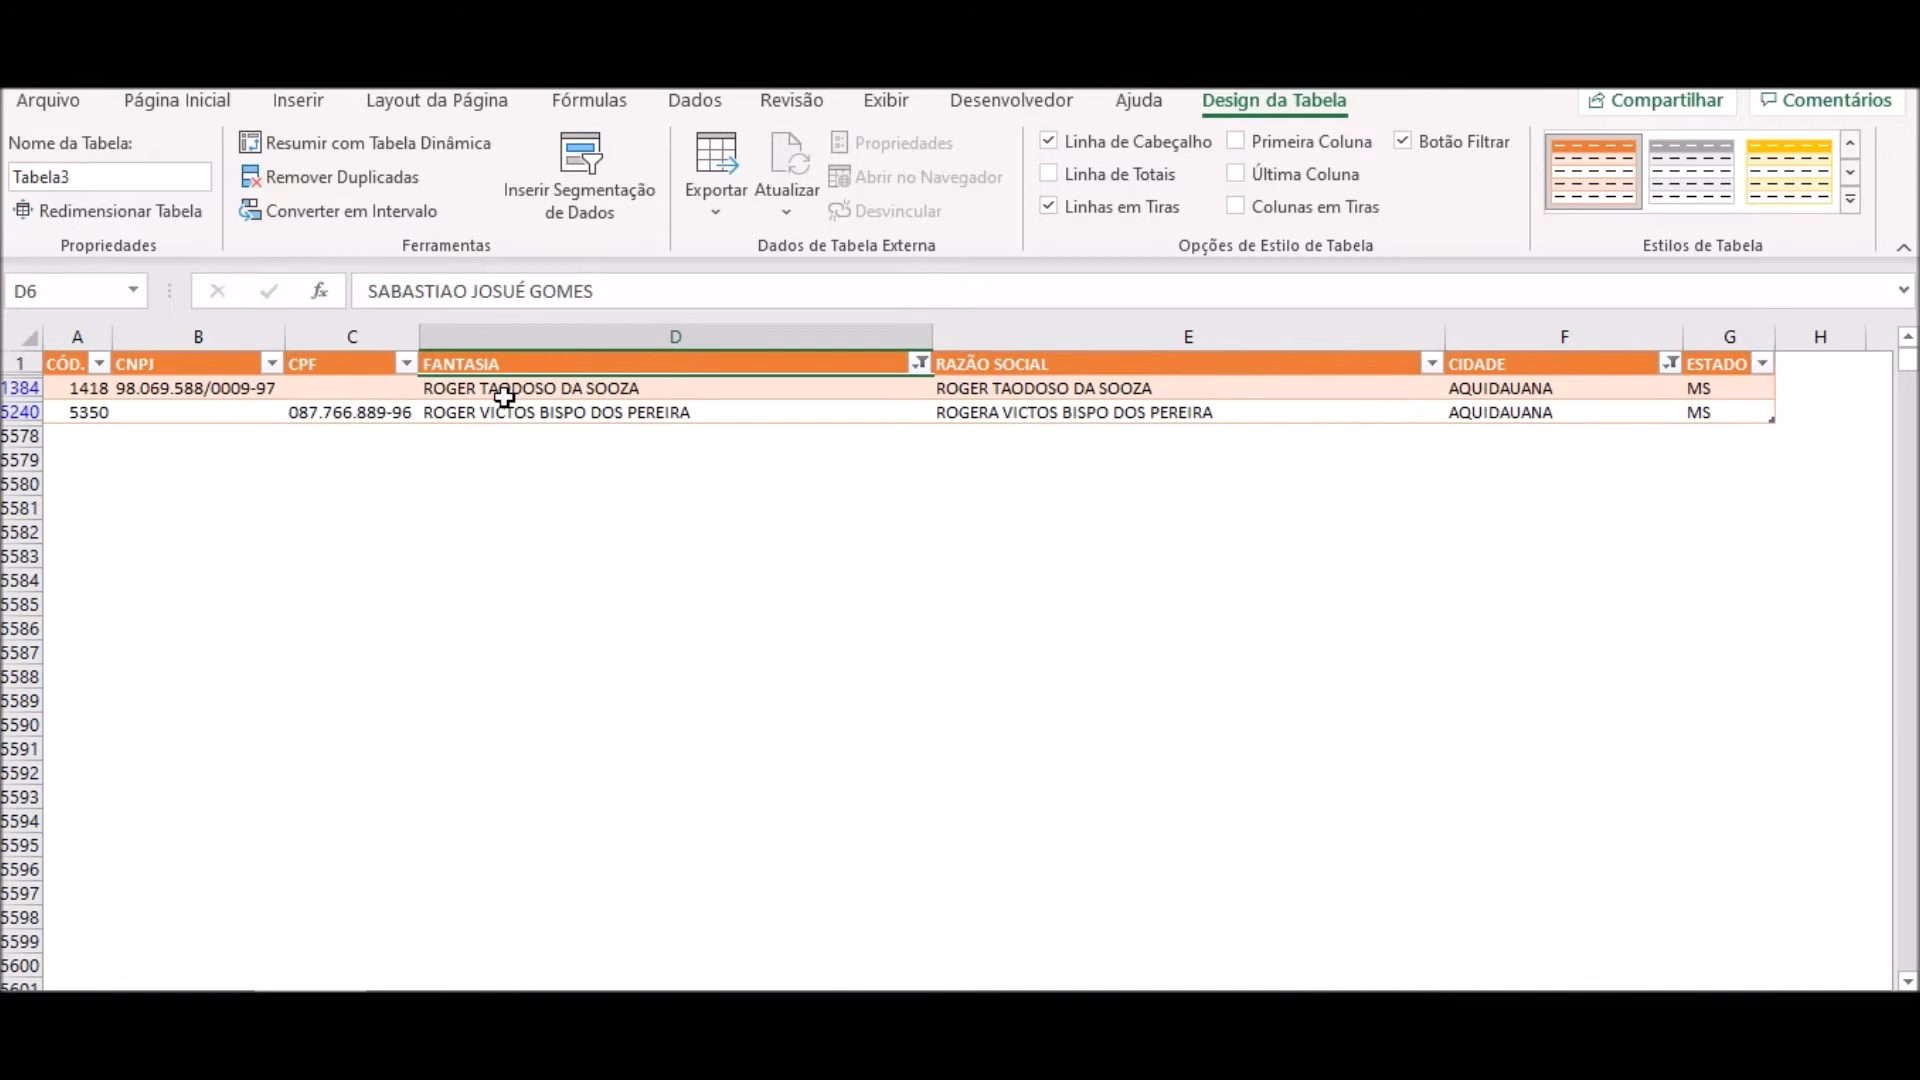 Arquivo Página Inicial Inserir Layout da Página Fórmulas Dados Revisão Exibir Desenvolvedor Ajuda Design da Tabela Compartilhar Comentários
Nome da Tabela:
Tabela3
Redimensionar Tabela
Propriedades
Resumir com Tabela Dinâmica
Remover Duplicadas
Converter em Intervalo
Inserir Segmentação
de Dados
Ferramentas
Exportar
Atualizar
Propriedades
Abrir no Navegador
Desvincular
Dados de Tabela Externa
Linha de Cabeçalho Primeira Coluna Botão Filtrar
Linha de Totais Última Coluna
Linhas em Tiras Colunas em Tiras
Opções de Estilo de Tabela
Estilos de Tabela
D6 fx SABASTIAO JOSUÉ GOMES
A B C D E F G H
1 CÓD. CNPJ CPF FANTASIA RAZÃO SOCIAL CIDADE ESTADO
1384 1418 98.069.588/0009-97 ROGER TAODOSO DA SOOZA ROGER TAODOSO DA SOOZA AQUIDAUANA MS
5240 5350 087.766.889-96 ROGER VICTOS BISPO DOS PEREIRA ROGERA VICTOS BISPO DOS PEREIRA AQUIDAUANA MS
5578
5579
5580
5581
5582
5583
5584
5585
5586
5587
5588
5589
5590
5591
5592
5593
5594
5595
5596
5597
5598
5599
5600
5601